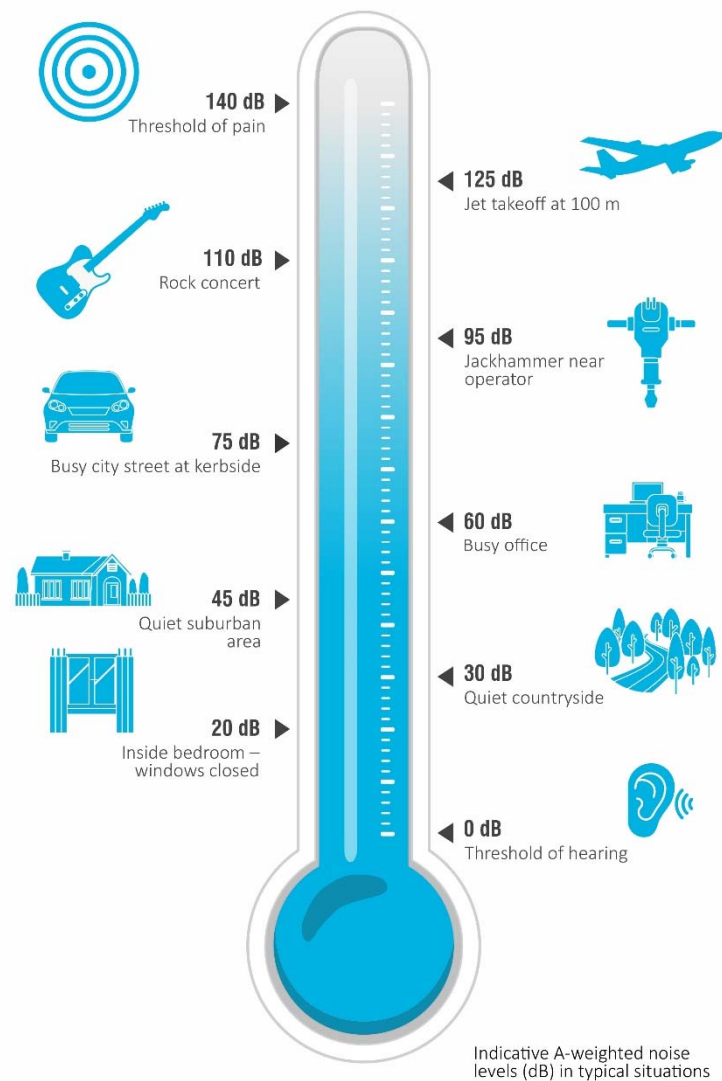 140 dB
Threshold of pain
125 dB
Jet takeoff at 100 m
110 dB
Rock concert
95 dB
Jackhammer near
operator
75 dB
Busy city street at kerbside
60 dB
Busy office
45 dB
Quiet suburban
area
30 dB
Quiet countryside
20 dB
Inside bedroom –
windows closed
0 dB
Threshold of hearing
Indicative A-weighted noise
levels (dB) in typical situations